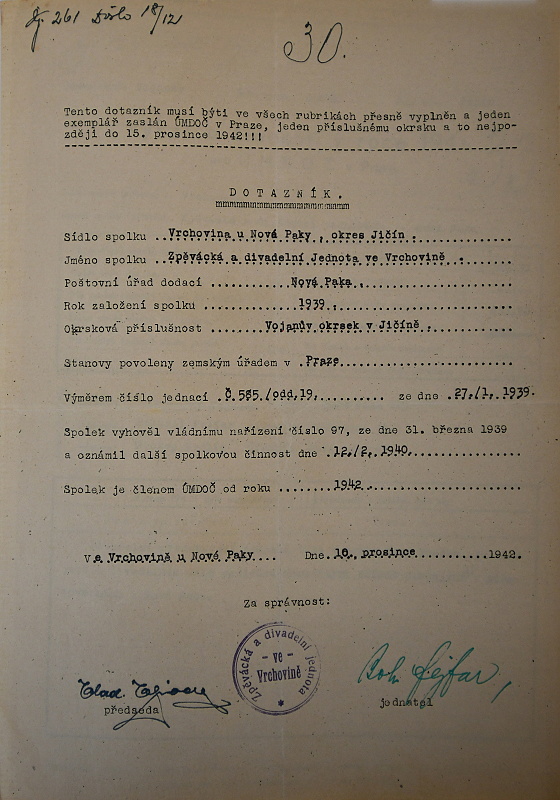 261 Došlo 18/12
30.
Tento dotazník musí býti ve všech rubrikách přesně vyplněn a jeden
exemplář zaslán ÚMDOČ v Praze, jeden příslušnému okrsku a to nejpo-
zději do 15. prosince 1942!!!
DOTAZNÍK.
Sídlo spolku ..Vrchovina u Nové Paky, okres Jičín.
Jméno spolku ..Zpěvácká a divadelní Jednota ve Vrchovině .
Poštovní úřad dodací ........... Nová Paka.
Rok založení spolku ............ 1939.
Okrsková příslušnost ....... Vojanův okrsek v Jičíně.
Stanovy povoleny zemským úřadem v .Praze
Výměrem číslo jednací .Č.585./odd,19, .......... ze dne .27./1. 1939.
Spolek vyhověl vládnímu nařízení číslo 97, ze dne 31. března 1939
a oznámil další spolkovou činnost dne .12./2. 1940.
Spolek je členem ÚMDOČ od roku ....... 1942 .
Ve Vrchovině u Nové Paky... Dne. 10. prosince ..........1942.
Za správnost:
Zpěvácká a divadelní jednota
- ve -
Vrchovině
Boh. Fejfar,
předseda
jednatel